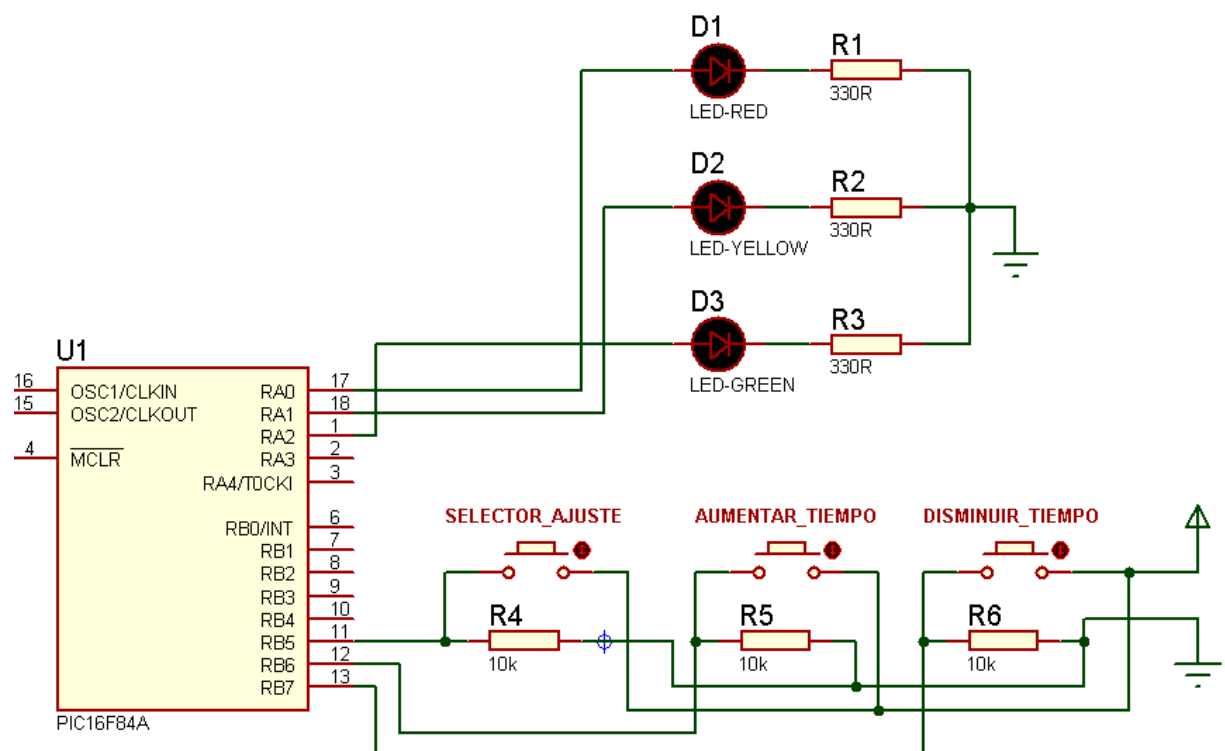 D1
R1
330R
LED-RED
D2
R2
330R
LED-YELLOW
D3
R3
330R
LED-GREEN
U1
16 OSC1/CLKIN RA0 17
15 OSC2/CLKOUT RA1 18
RA2 1
4 MCLR RA3 2
RA4/T0CKI 3
RB0/INT 6
RB1 7
RB2 8
RB3 9
RB4 10
RB5 11
RB6 12
RB7 13
PIC16F84A
SELECTOR_AJUSTE AUMENTAR_TIEMPO DISMINUIR_TIEMPO
R4 R5 R6
10k 10k 10k